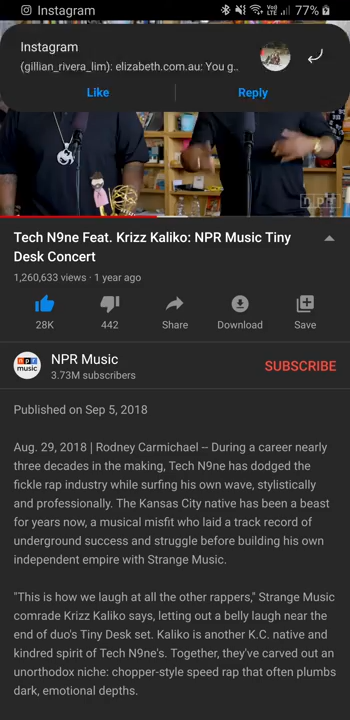 Instagram
77%
Instagram
(gillian_rivera_lim): elizabeth.com.au: You g..
Like
Reply
npr
Tech N9ne Feat. Krizz Kaliko: NPR Music Tiny
Desk Concert
1,260,633 views · 1 year ago
28K
442
Share
Download
Save
npr
music
NPR Music
3.73M subscribers
SUBSCRIBE
Published on Sep 5, 2018
Aug. 29, 2018 | Rodney Carmichael -- During a career nearly
three decades in the making, Tech N9ne has dodged the
fickle rap industry while surfing his own wave, stylistically
and professionally. The Kansas City native has been a beast
for years now, a musical misfit who laid a track record of
underground success and struggle before building his own
independent empire with Strange Music.
"This is how we laugh at all the other rappers," Strange Music
comrade Krizz Kaliko says, letting out a belly laugh near the
end of duo's Tiny Desk set. Kaliko is another K.C. native and
kindred spirit of Tech N9ne's. Together, they've carved out an
unorthodox niche: chopper-style speed rap that often plumbs
dark, emotional depths.